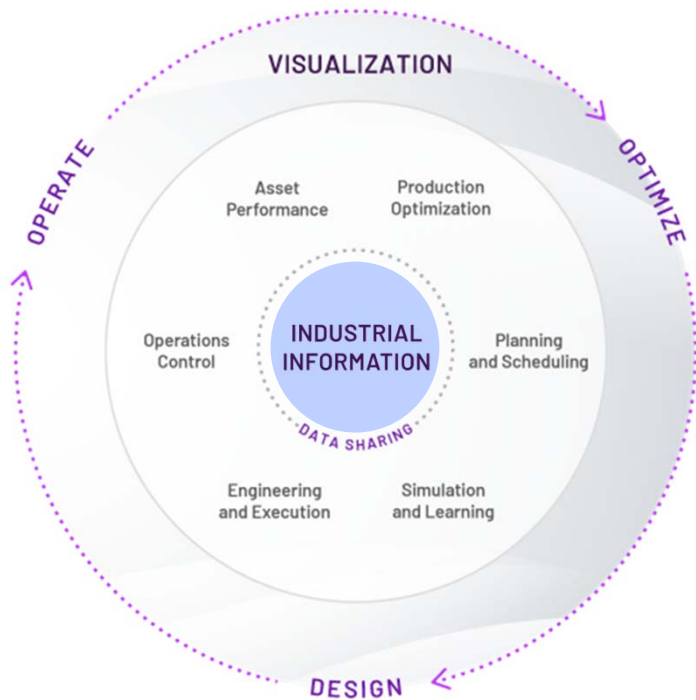 VISUALIZATION
OPERATE
OPTIMIZE
Asset
Performance
Production
Optimization
Operations
Control
INDUSTRIAL
INFORMATION
Planning
and Scheduling
DATA SHARING
Engineering
and Execution
Simulation
and Learning
DESIGN